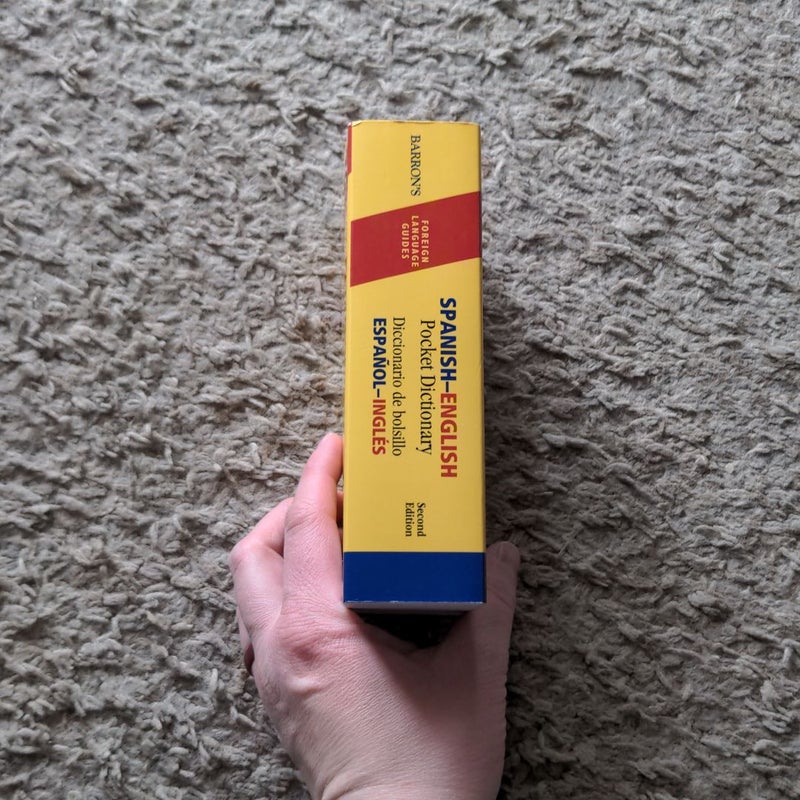 BARRON'S
FOREIGN
LANGUAGE
GUIDES
SPANISH–ENGLISH
Pocket Dictionary
Diccionario de bolsillo
ESPAÑOL–INGLÉS
Second
Edition